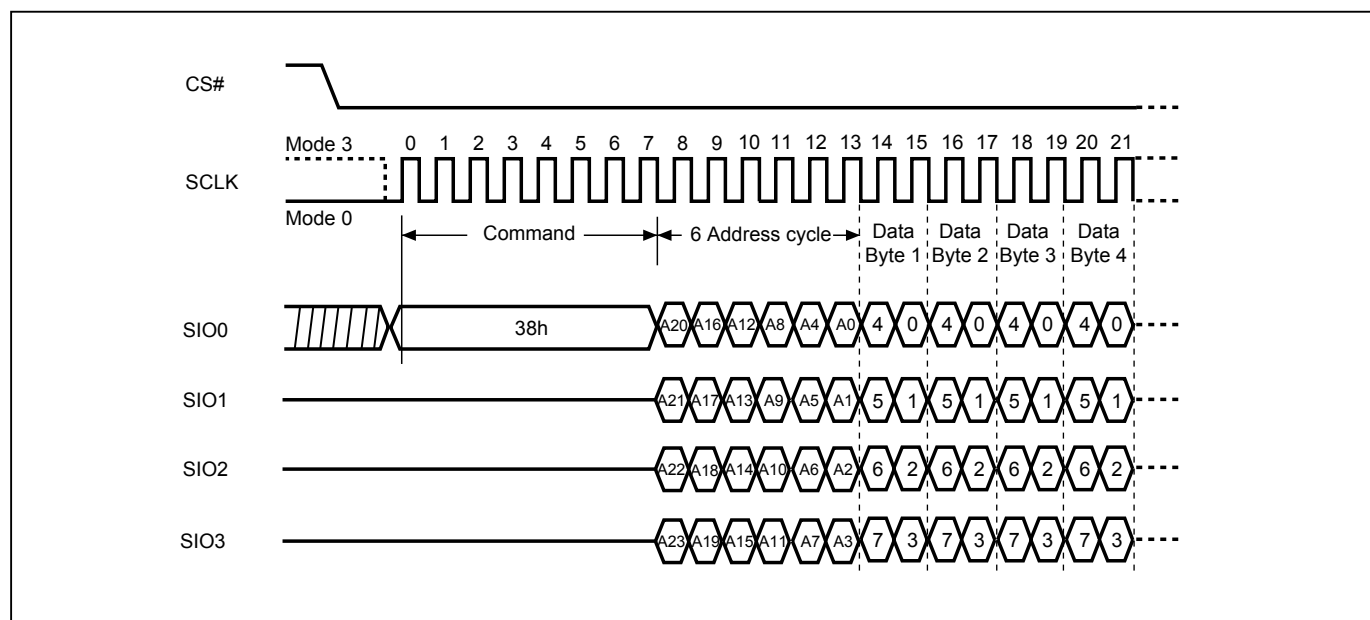 CS#
Mode 3
0 1 2 3 4 5 6 7 8 9 10 11 12 13 14 15 16 17 18 19 20 21
SCLK
Mode 0
Command
6 Address cycle
Data Byte 1
Data Byte 2
Data Byte 3
Data Byte 4
SIO0
38h
A20 A16 A12 A8 A4 A0 4 0 4 0 4 0 4 0
SIO1
A21 A17 A13 A9 A5 A1 5 1 5 1 5 1 5 1
SIO2
A22 A18 A14 A10 A6 A2 6 2 6 2 6 2 6 2
SIO3
A23 A19 A15 A11 A7 A3 7 3 7 3 7 3 7 3